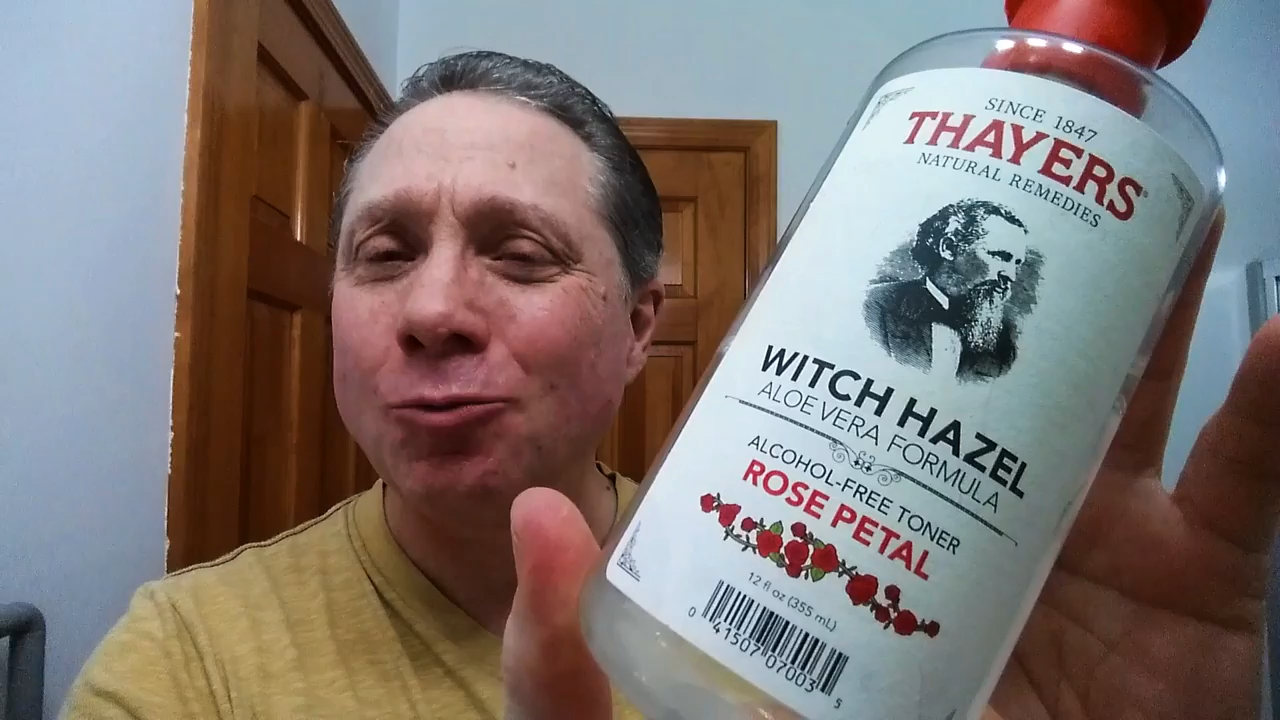 SINCE 1847
THAYERS®
NATURAL REMEDIES
WITCH HAZEL
ALOE VERA FORMULA
ALCOHOL-FREE TONER
ROSE PETAL
12 fl oz (355 mL)
0 41507 07003 5